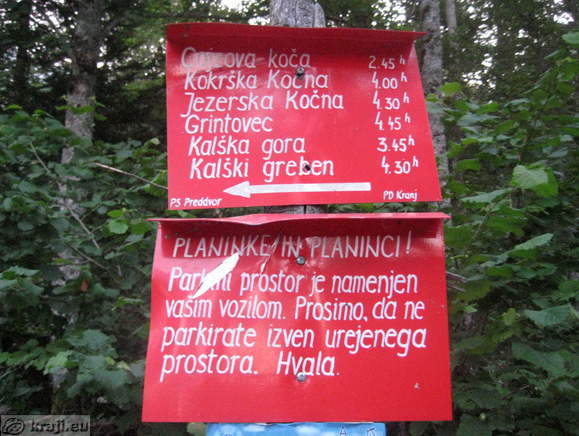 Cojzova koča 2.45 h
Kokrška Kočna 4.00 h
Jezerska Kočna 4.30 h
Grintovec 4.45 h
Kalška gora 3.45 h
Kalški greben 4.30 h
PS Preddvor PD Kranj
PLANINKE IN PLANINCI!
Parkirni prostor je namenjen
vašim vozilom. Prosimo, da ne
parkirate izven urejenega
prostora. Hvala.
kraji.eu